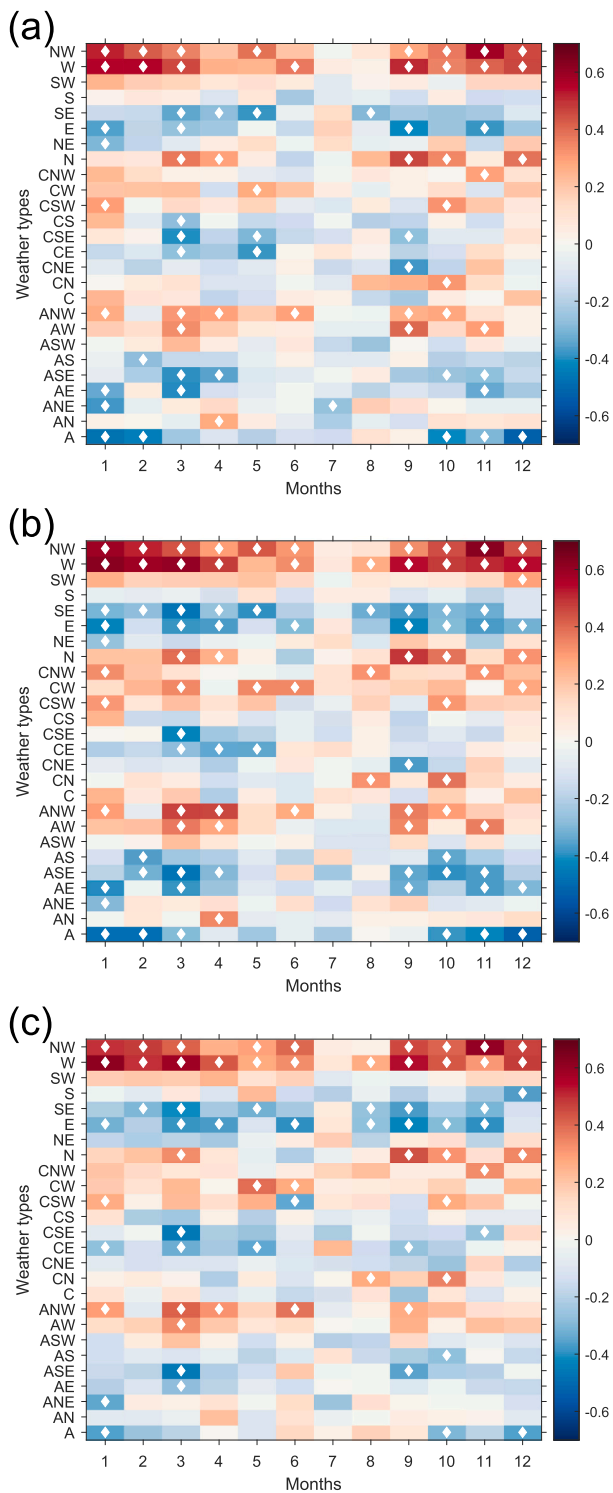 (a)
Weather types
NW
W
SW
S
SE
E
NE
N
CNW
CW
CSW
CS
CSE
CE
CNE
CN
C
ANW
AW
ASW
AS
ASE
AE
ANE
AN
A
1 2 3 4 5 6 7 8 9 10 11 12
Months
0.6
0.4
0.2
0
-0.2
-0.4
-0.6
(b)
Weather types
NW
W
SW
S
SE
E
NE
N
CNW
CW
CSW
CS
CSE
CE
CNE
CN
C
ANW
AW
ASW
AS
ASE
AE
ANE
AN
A
1 2 3 4 5 6 7 8 9 10 11 12
Months
0.6
0.4
0.2
0
-0.2
-0.4
-0.6
(c)
Weather types
NW
W
SW
S
SE
E
NE
N
CNW
CW
CSW
CS
CSE
CE
CNE
CN
C
ANW
AW
ASW
AS
ASE
AE
ANE
AN
A
1 2 3 4 5 6 7 8 9 10 11 12
Months
0.6
0.4
0.2
0
-0.2
-0.4
-0.6